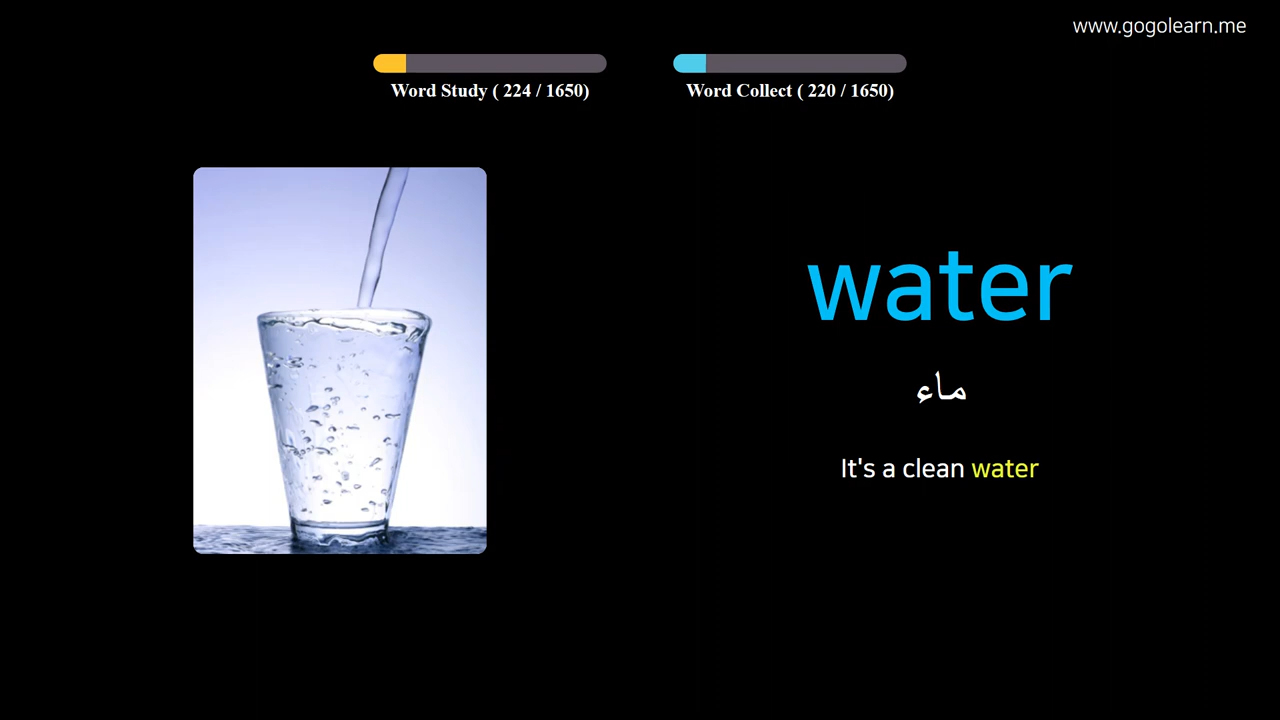 www.gogolearn.me
Word Study ( 224 / 1650)
Word Collect ( 220 / 1650)
water
ماء
It's a clean water